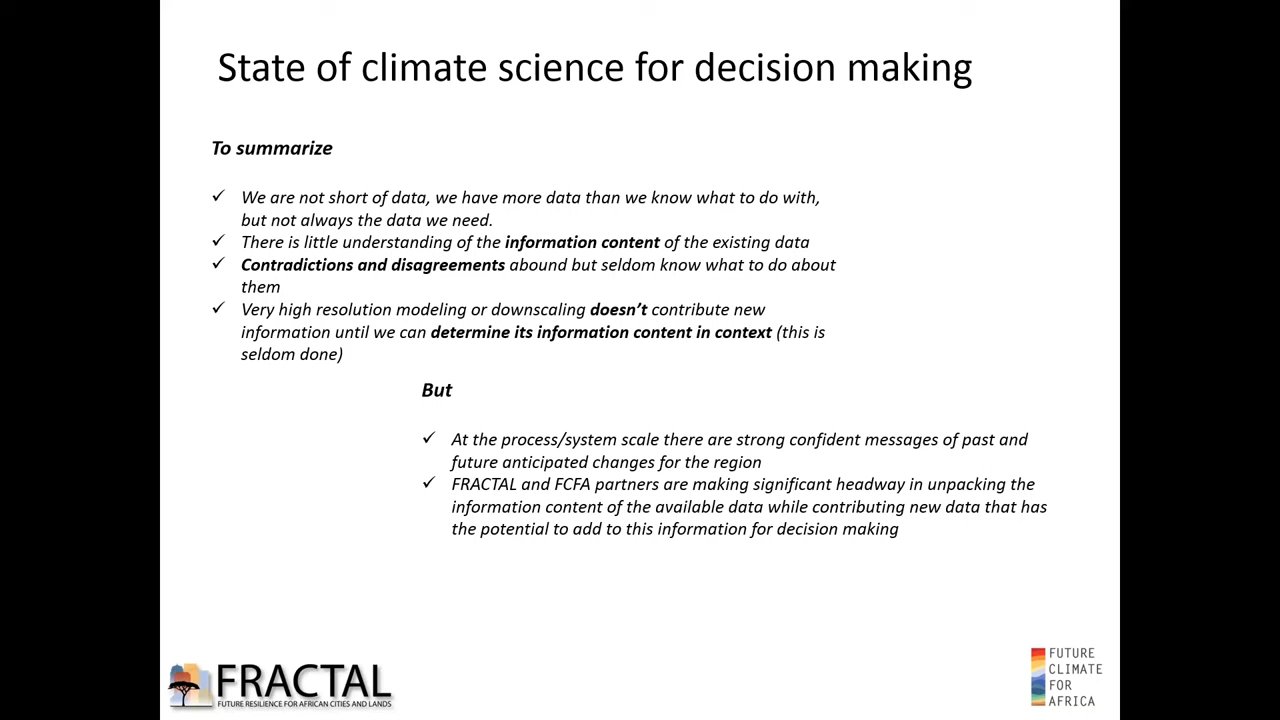 State of climate science for decision making
To summarize
✓ We are not short of data, we have more data than we know what to do with,
but not always the data we need.
✓ There is little understanding of the information content of the existing data
✓ Contradictions and disagreements abound but seldom know what to do about
them
✓ Very high resolution modeling or downscaling doesn’t contribute new
information until we can determine its information content in context (this is
seldom done)
But
✓ At the process/system scale there are strong confident messages of past and
future anticipated changes for the region
✓ FRACTAL and FCFA partners are making significant headway in unpacking the
information content of the available data while contributing new data that has
the potential to add to this information for decision making
FRACTAL
FUTURE RESILIENCE FOR AFRICAN CITIES AND LANDS
FUTURE
CLIMATE
FOR
AFRICA